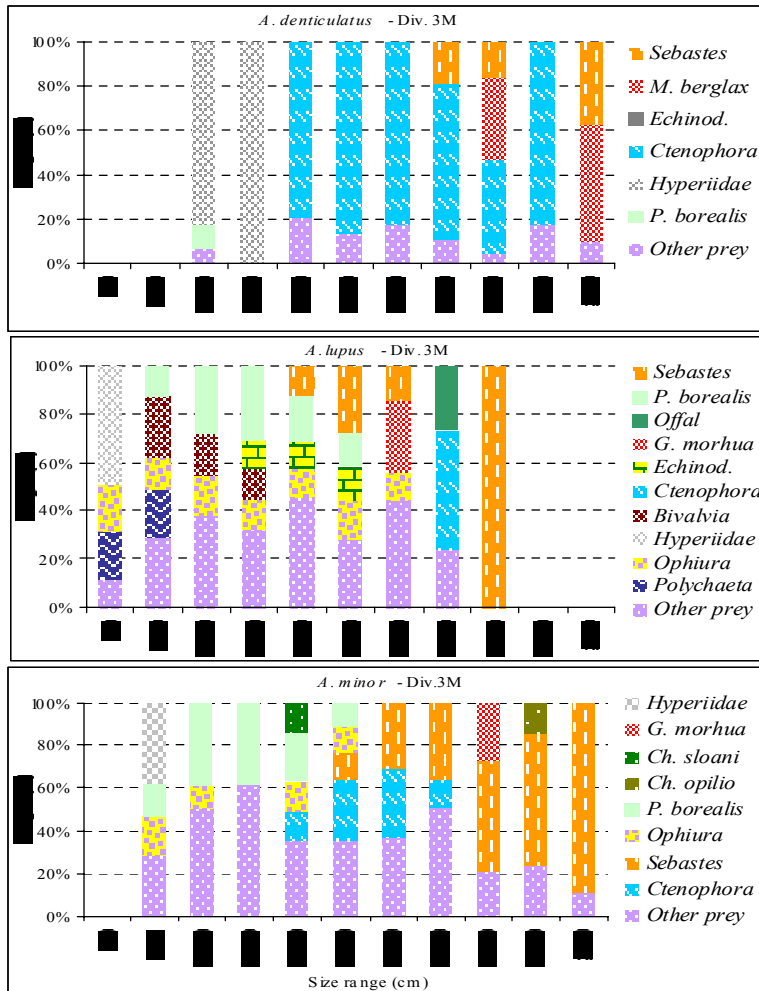 A. denticulatus - Div. 3M
100%
80%
60%
40%
20%
0%
Sebastes
M. berglax
Echinod.
Ctenophora
Hyperiidae
P. borealis
Other prey
A. lupus - Div. 3M
100%
80%
60%
40%
20%
0%
Sebastes
P. borealis
Offal
G. morhua
Echinod.
Ctenophora
Bivalvia
Hyperiidae
Ophiura
Polychaeta
Other prey
A. minor - Div.3M
100%
80%
60%
40%
20%
0%
Hyperiidae
G. morhua
Ch. sloani
Ch. opilio
P. borealis
Ophiura
Sebastes
Ctenophora
Other prey
Size range (cm)